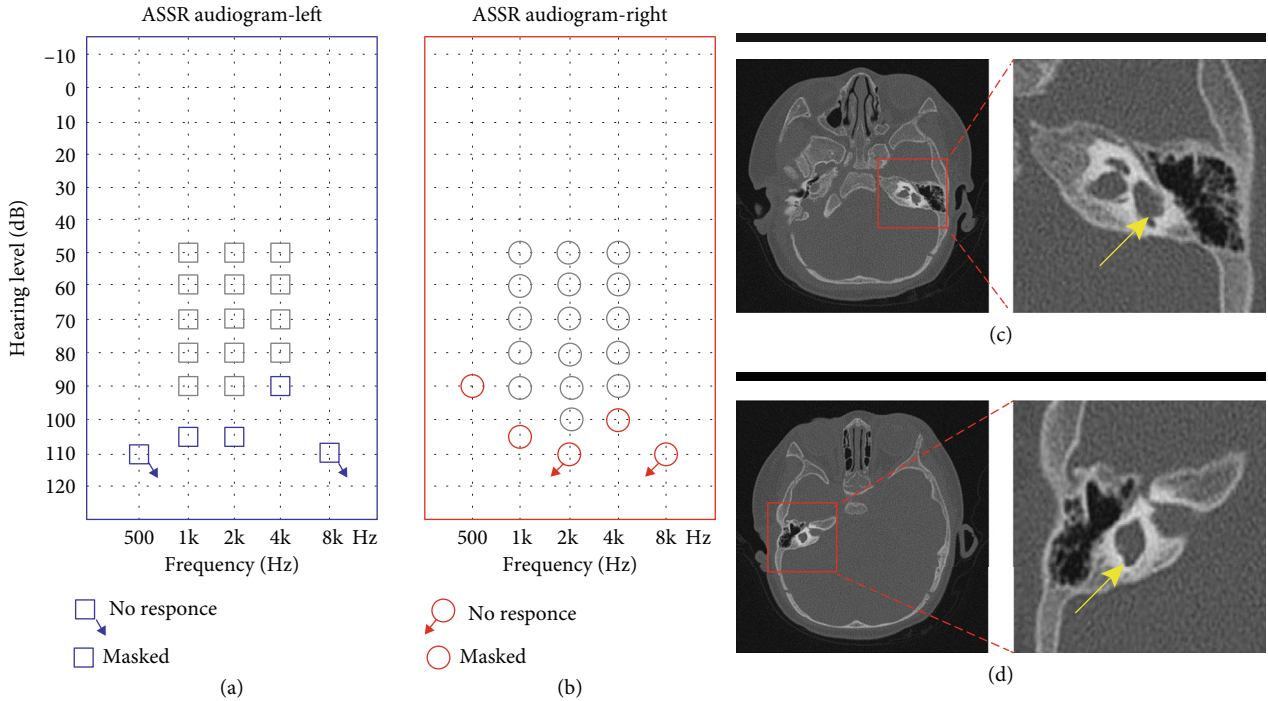 ASSR audiogram-left
ASSR audiogram-right
Hearing level (dB)
–10
0
10
20
30
40
50
60
70
80
90
100
110
120
500 1k 2k 4k 8k Hz
Frequency (Hz)
500 1k 2k 4k 8k Hz
Frequency (Hz)
No responce
Masked
No responce
Masked
(a)
(b)
(c)
(d)